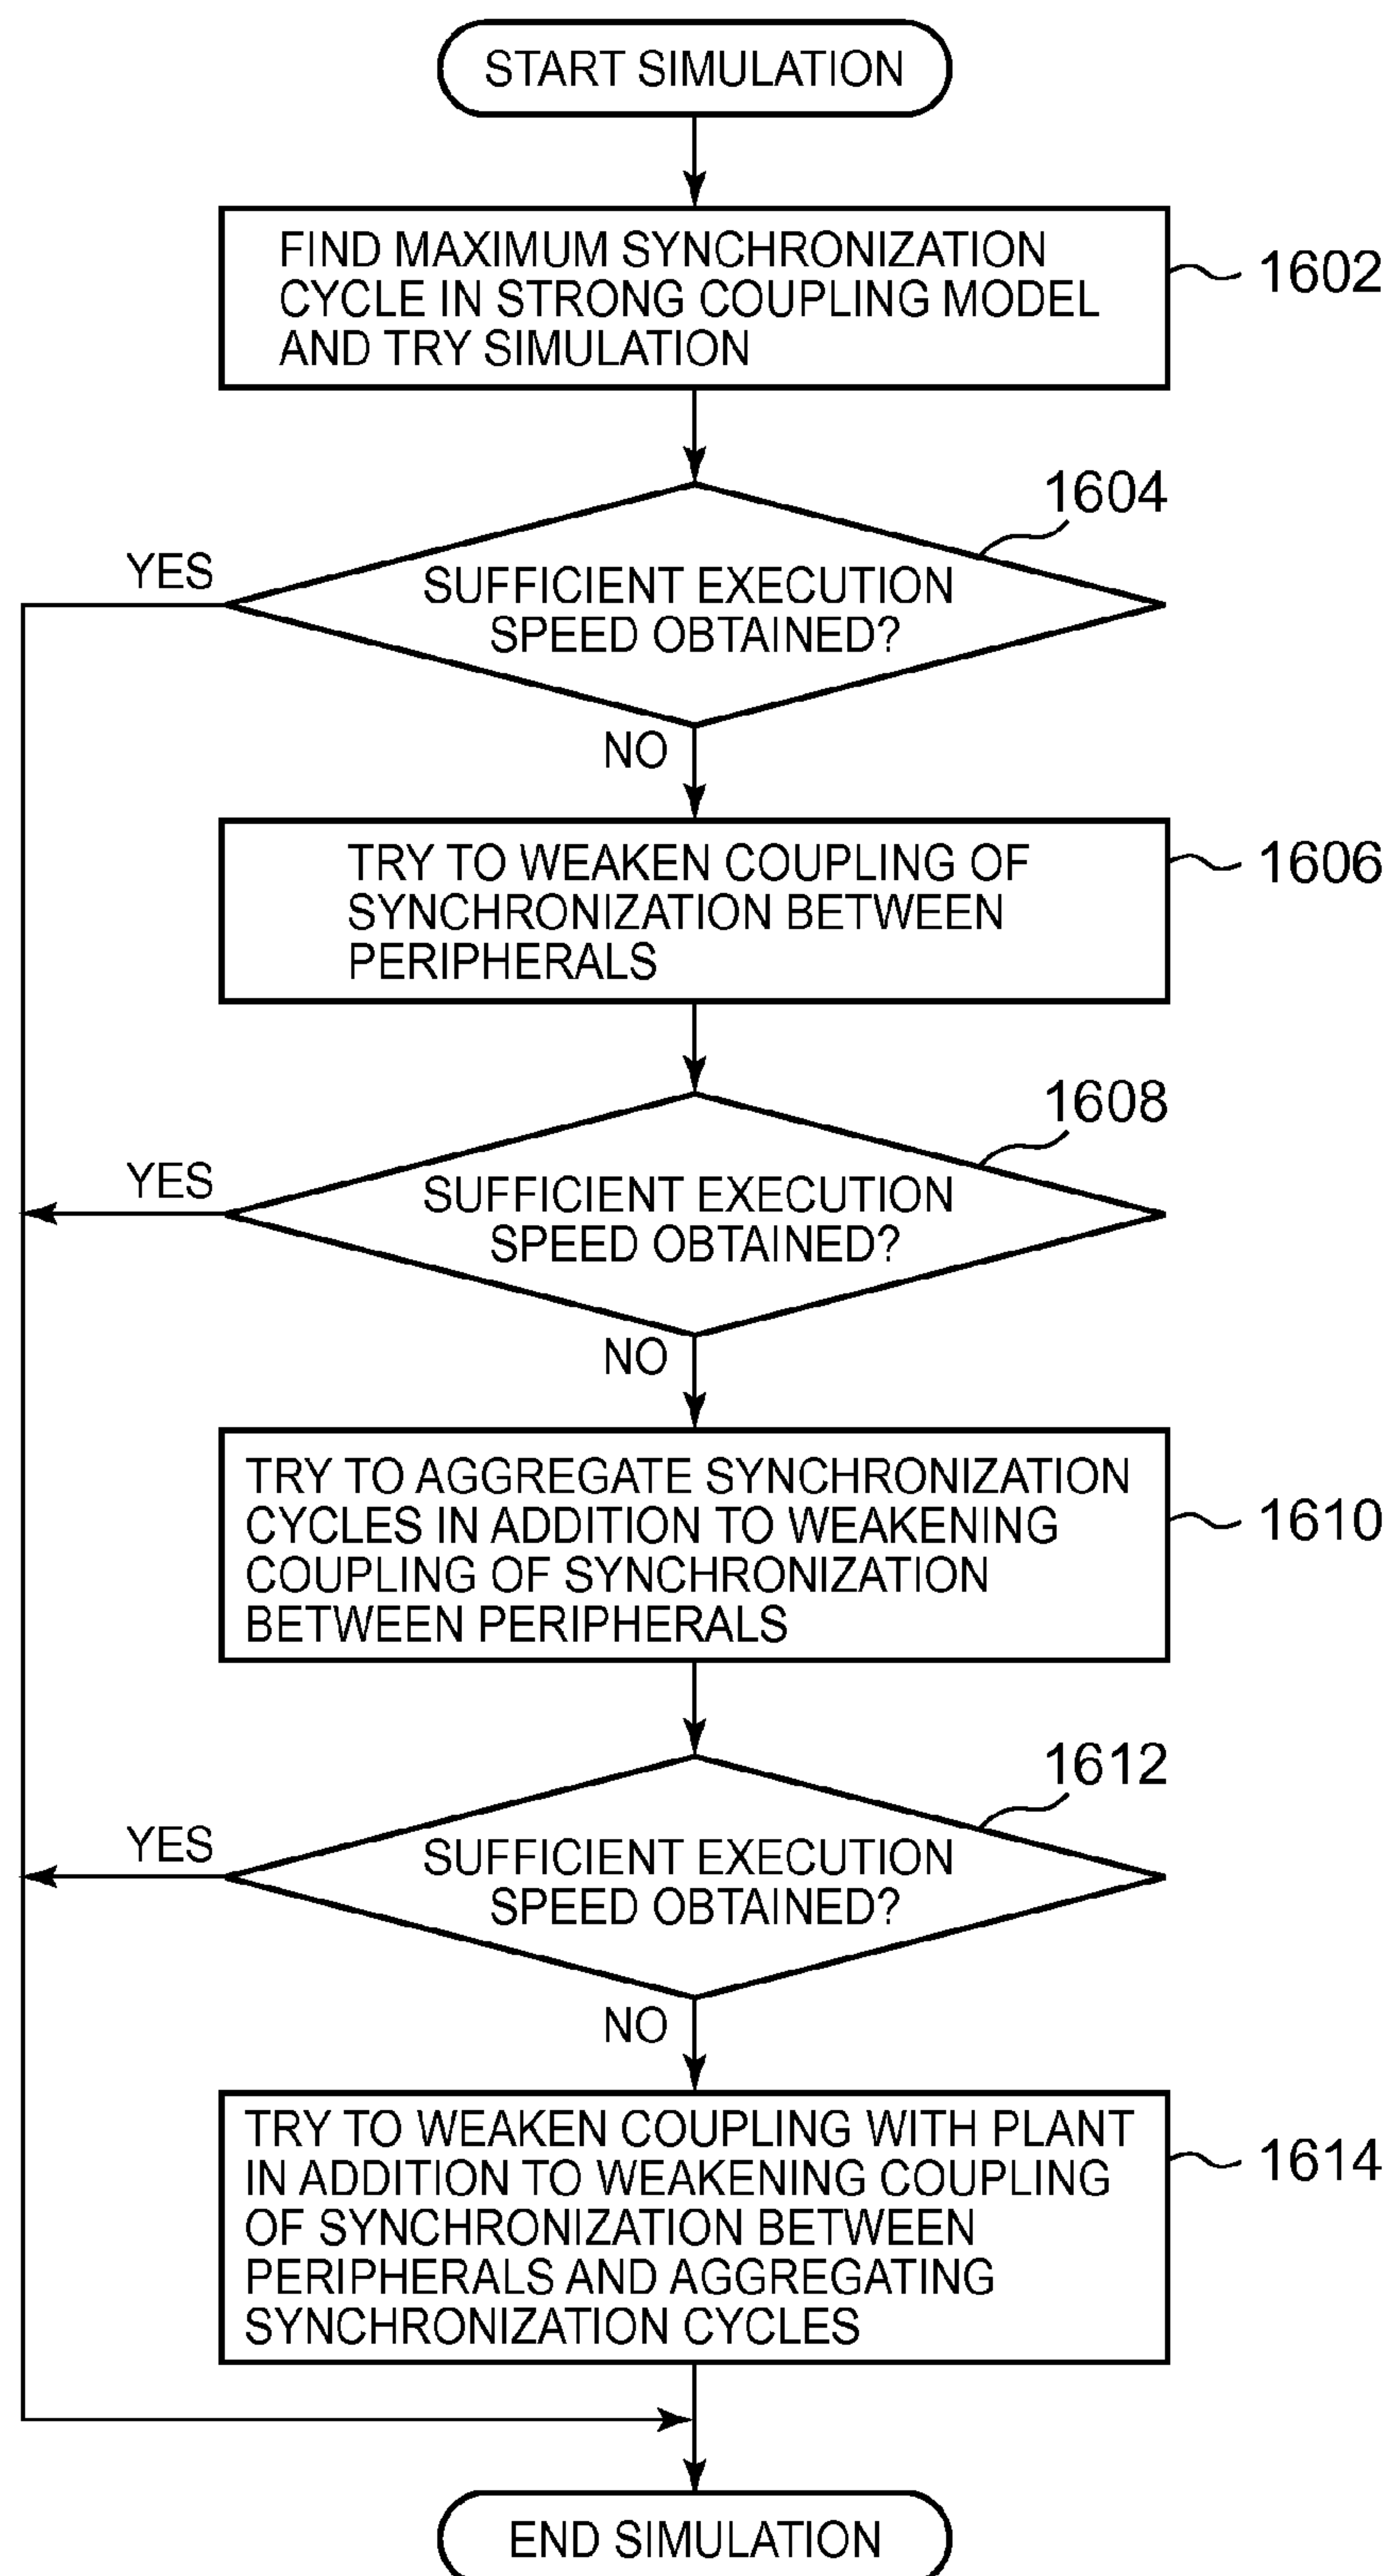 START SIMULATION
FIND MAXIMUM SYNCHRONIZATION
CYCLE IN STRONG COUPLING MODEL
AND TRY SIMULATION
1602
1604
YES
SUFFICIENT EXECUTION
SPEED OBTAINED?
NO
TRY TO WEAKEN COUPLING OF
SYNCHRONIZATION BETWEEN
PERIPHERALS
1606
1608
YES
SUFFICIENT EXECUTION
SPEED OBTAINED?
NO
TRY TO AGGREGATE SYNCHRONIZATION
CYCLES IN ADDITION TO WEAKENING
COUPLING OF SYNCHRONIZATION
BETWEEN PERIPHERALS
1610
1612
YES
SUFFICIENT EXECUTION
SPEED OBTAINED?
NO
TRY TO WEAKEN COUPLING WITH PLANT
IN ADDITION TO WEAKENING COUPLING
OF SYNCHRONIZATION BETWEEN
PERIPHERALS AND AGGREGATING
SYNCHRONIZATION CYCLES
1614
END SIMULATION